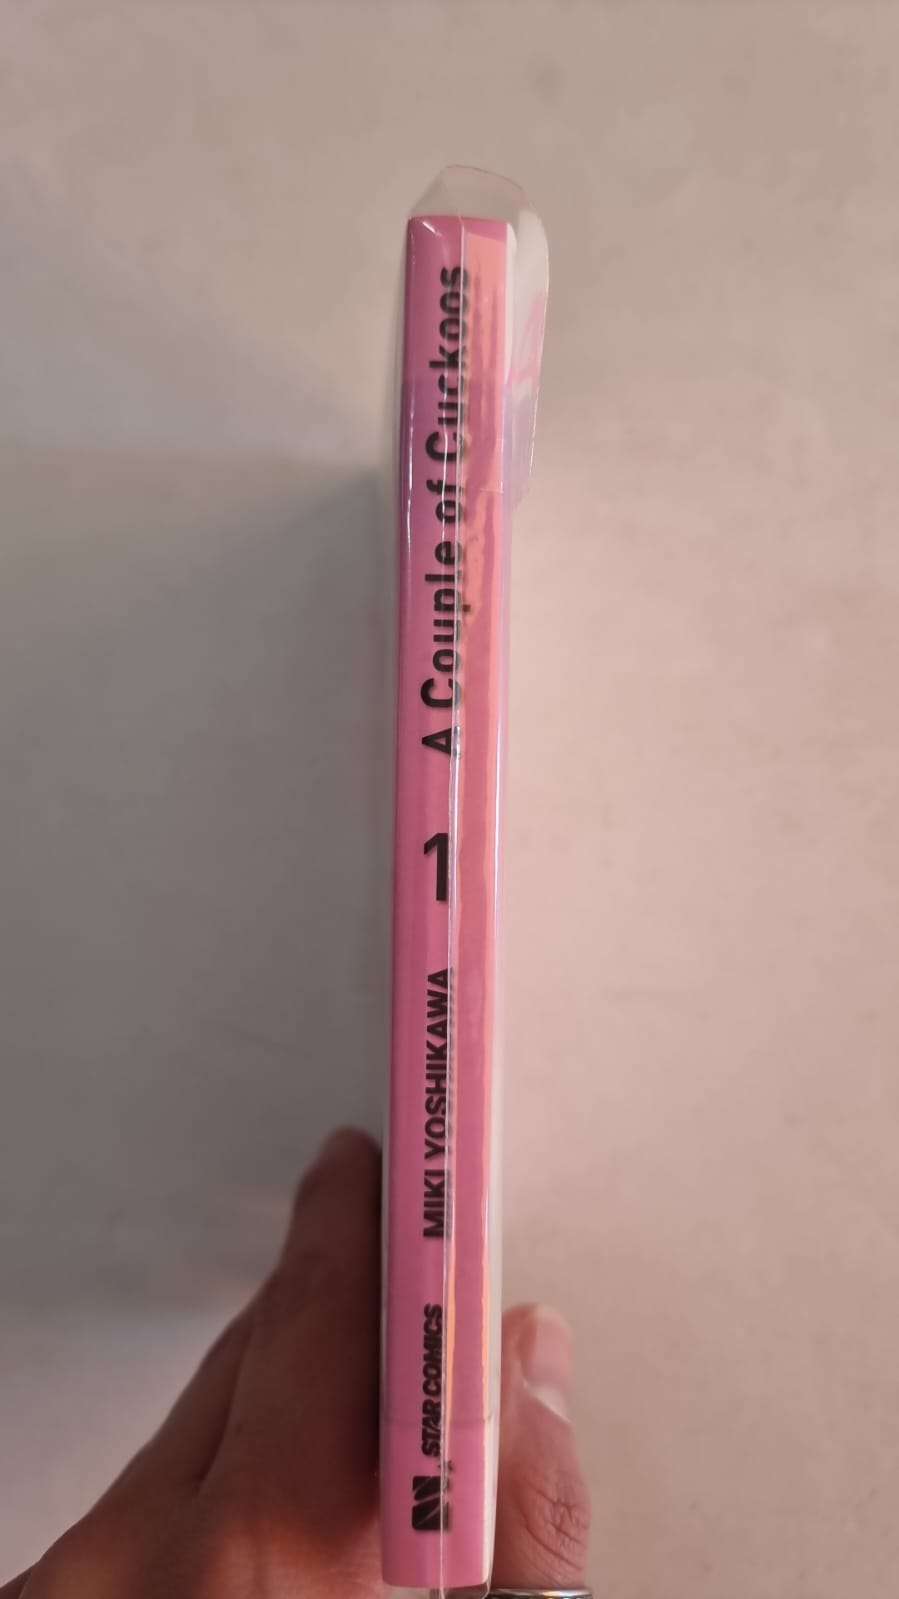 A Couple of Cuckoos
1
MIKI YOSHIKAWA
STAR COMICS